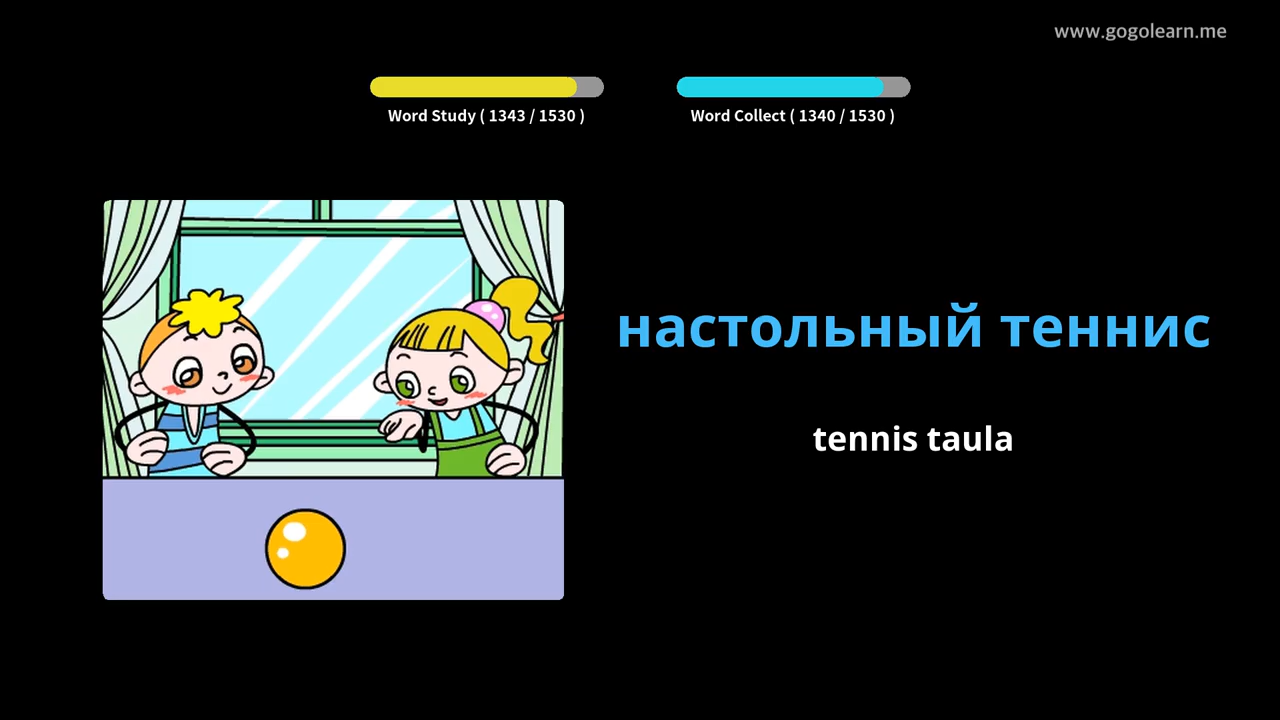 www.gogolearn.me
Word Study ( 1343 / 1530 )
Word Collect ( 1340 / 1530 )
настольный теннис
tennis taula